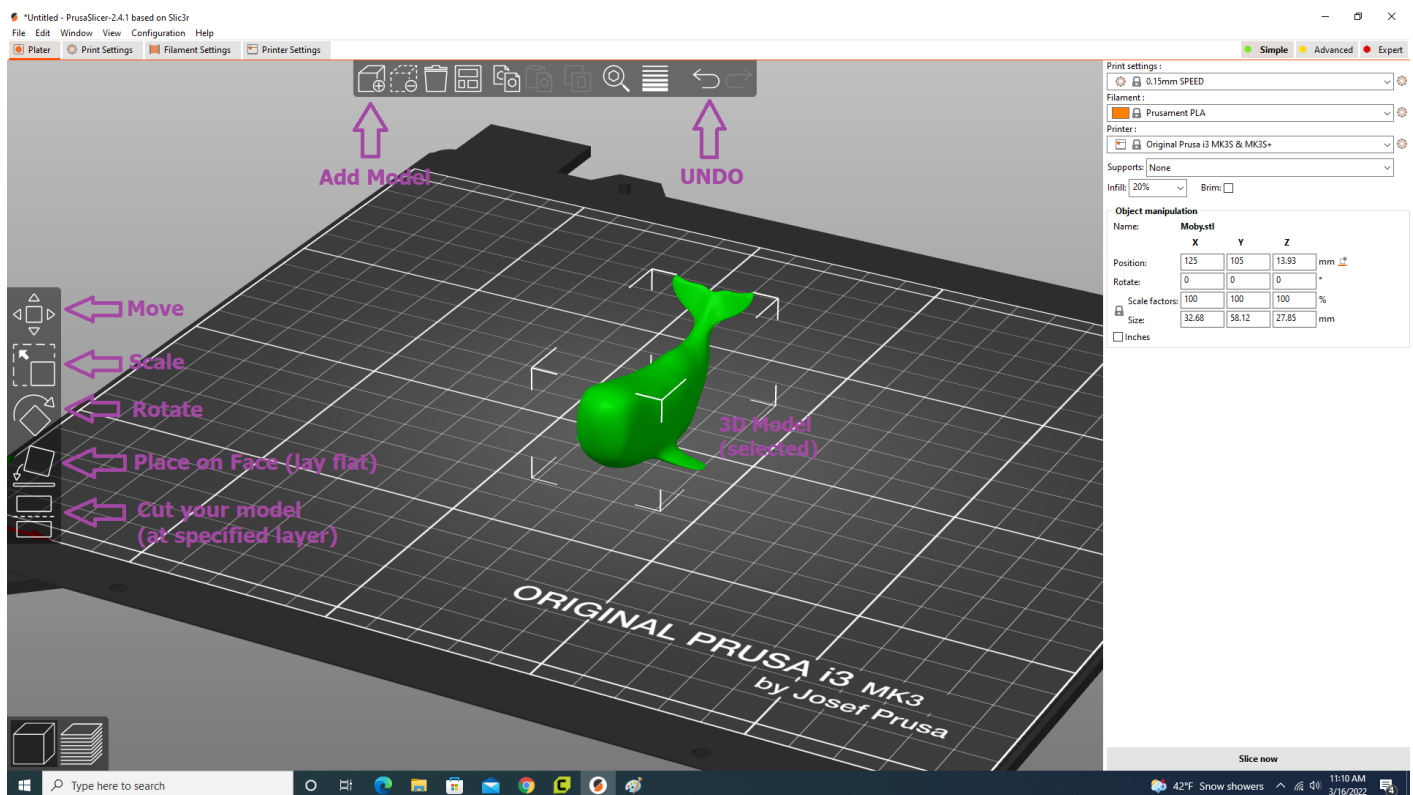 *Untitled - PrusaSlicer-2.4.1 based on Slic3r
File Edit Window View Configuration Help
Plater Print Settings Filament Settings Printer Settings
Simple Advanced Expert
Add Model
UNDO
Move
Scale
Rotate
Place on Face (lay flat)
Cut your model
(at specified layer)
3D Model
(selected)
ORIGINAL PRUSA i3 MK3
by Josef Prusa
Print settings :
0.15mm SPEED
Filament :
Prusament PLA
Printer :
Original Prusa i3 MK3S & MK3S+
Supports: None
Infill: 20% Brim:
Object manipulation
Name: Moby.stl
X Y Z
Position: 125 105 13.93 mm
Rotate: 0 0 0 °
Scale factors: 100 100 100 %
Size: 32.68 58.12 27.85 mm
Inches
Slice now
Type here to search
42°F Snow showers
11:10 AM
3/16/2022
4